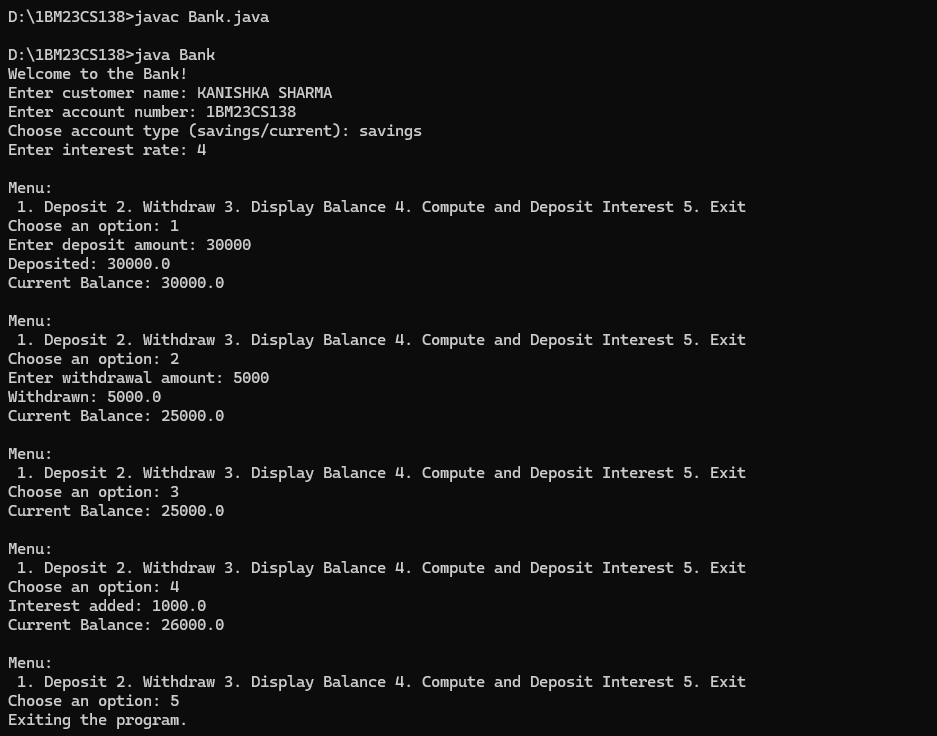 D:\1BM23CS138>javac Bank.java
D:\1BM23CS138>java Bank
Welcome to the Bank!
Enter customer name: KANISHKA SHARMA
Enter account number: 1BM23CS138
Choose account type (savings/current): savings
Enter interest rate: 4
Menu:
1. Deposit 2. Withdraw 3. Display Balance 4. Compute and Deposit Interest 5. Exit
Choose an option: 1
Enter deposit amount: 30000
Deposited: 30000.0
Current Balance: 30000.0
Menu:
1. Deposit 2. Withdraw 3. Display Balance 4. Compute and Deposit Interest 5. Exit
Choose an option: 2
Enter withdrawal amount: 5000
Withdrawn: 5000.0
Current Balance: 25000.0
Menu:
1. Deposit 2. Withdraw 3. Display Balance 4. Compute and Deposit Interest 5. Exit
Choose an option: 3
Current Balance: 25000.0
Menu:
1. Deposit 2. Withdraw 3. Display Balance 4. Compute and Deposit Interest 5. Exit
Choose an option: 4
Interest added: 1000.0
Current Balance: 26000.0
Menu:
1. Deposit 2. Withdraw 3. Display Balance 4. Compute and Deposit Interest 5. Exit
Choose an option: 5
Exiting the program.